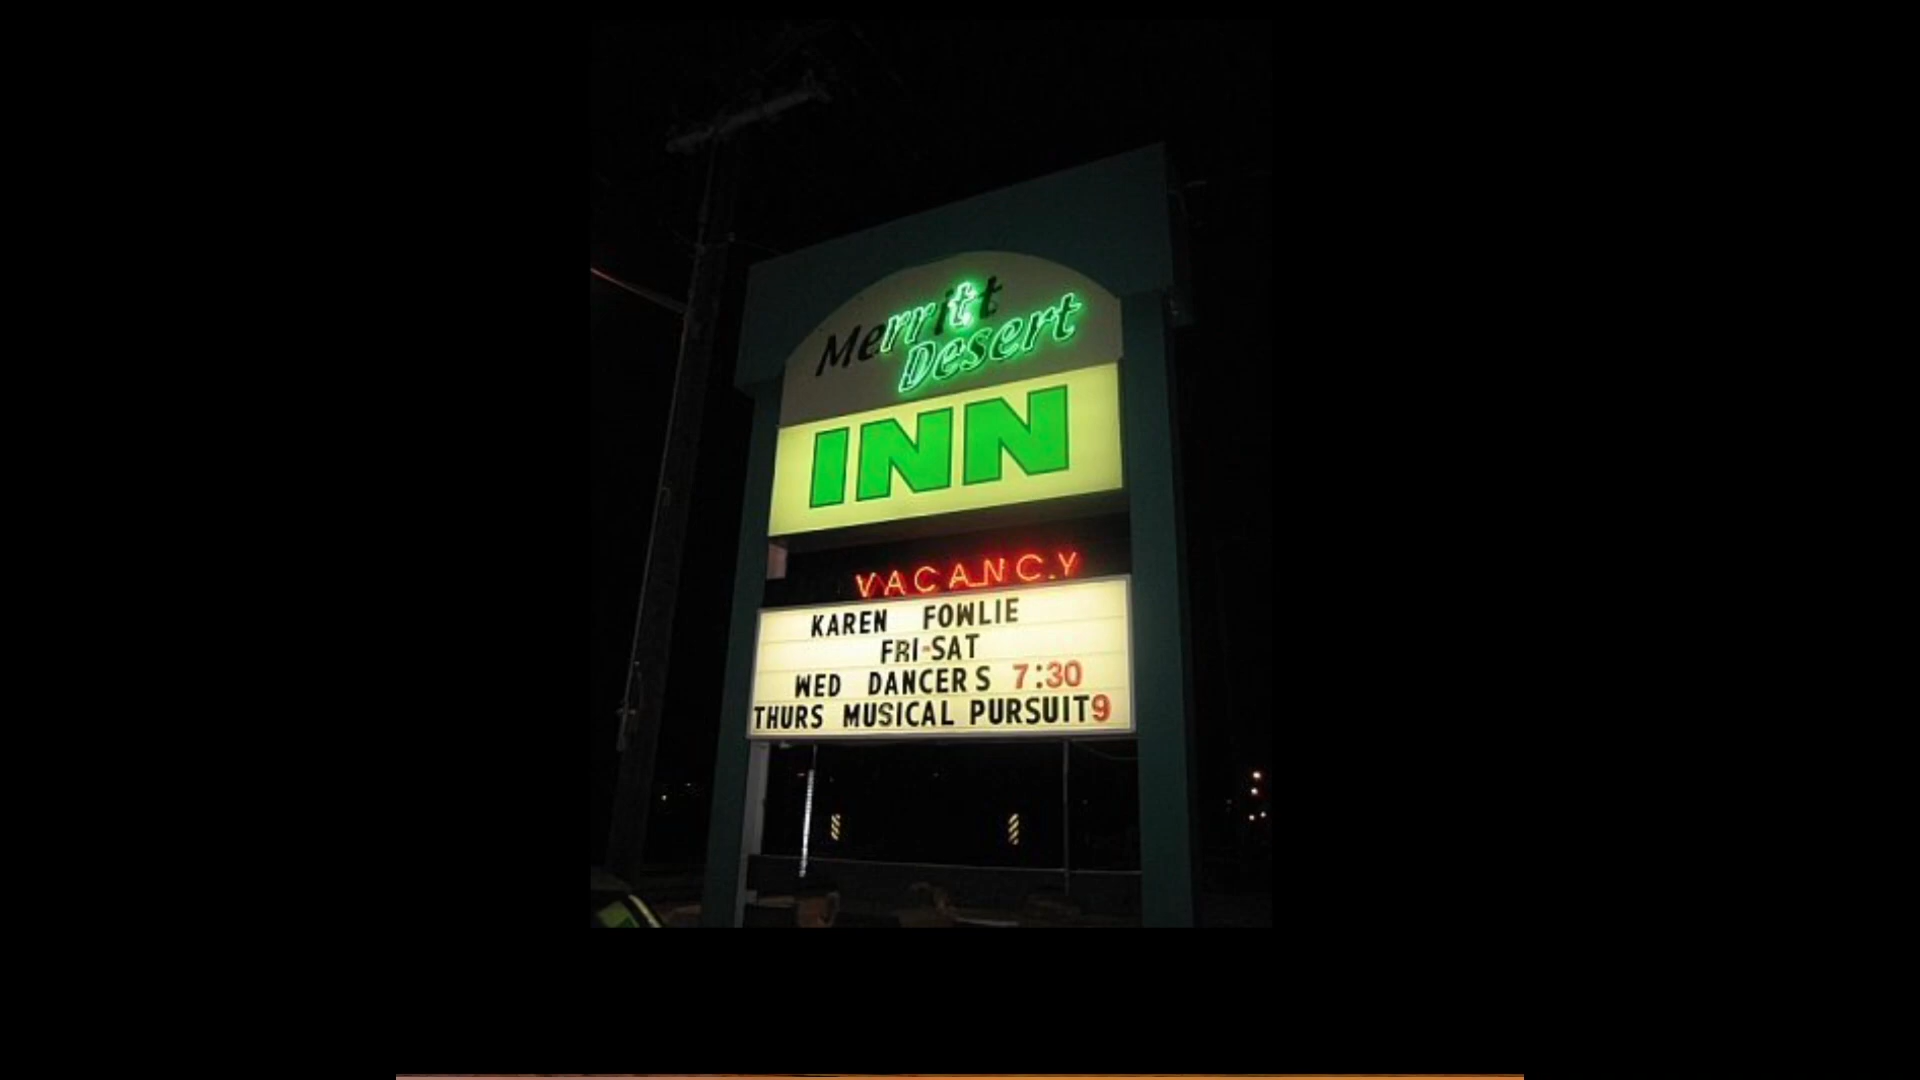 Merritt
Desert
INN
VACANCY
KAREN FOWLIE
FRI-SAT
WED DANCERS 7:30
THURS MUSICAL PURSUIT9